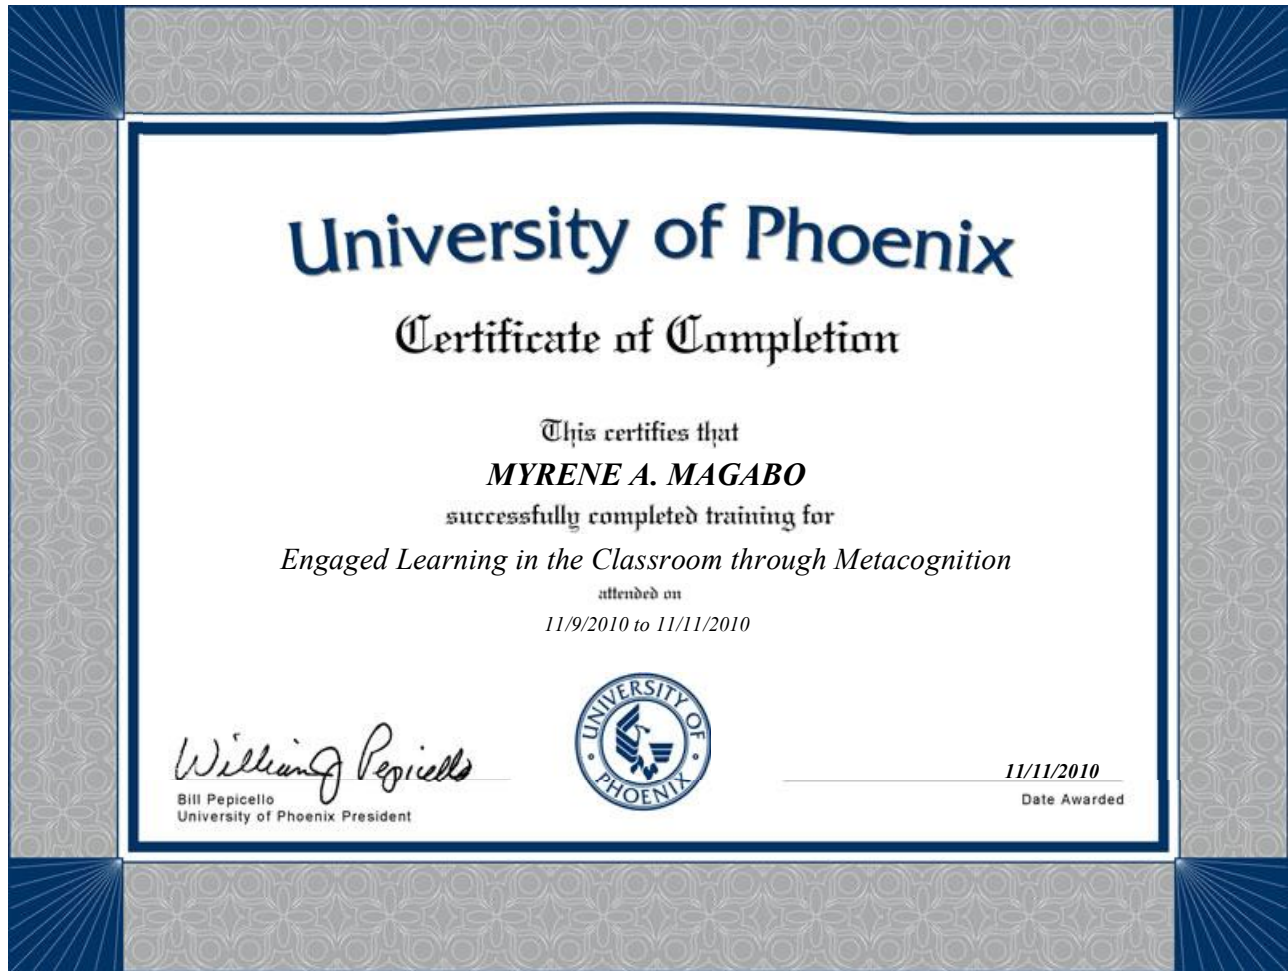 University of Phoenix
Certificate of Completion
This certifies that
MYRENE A. MAGABO
successfully completed training for
Engaged Learning in the Classroom through Metacognition
attended on
11/9/2010 to 11/11/2010
William J Pepicello
Bill Pepicello
University of Phoenix President
UNIVERSITY OF PHOENIX
11/11/2010
Date Awarded